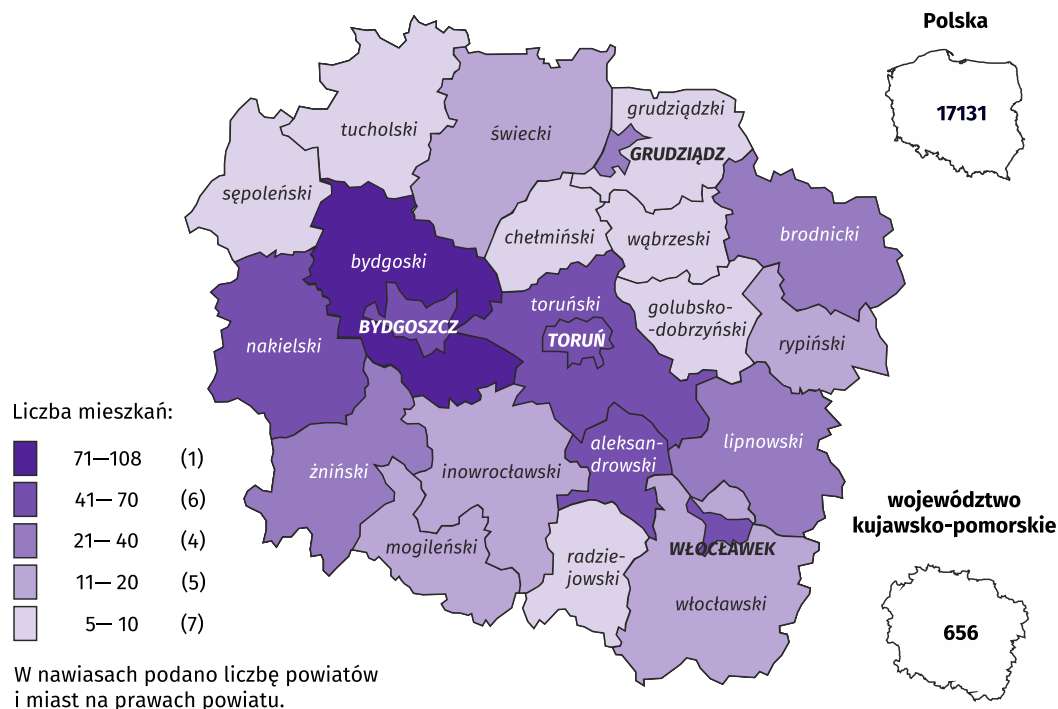 Polska
17131
tucholski
świecki
grudziądzki
GRUDZIĄDZ
sępoleński
chełmiński
wąbrzeski
brodnicki
bydgoski
BYDGOSZCZ
toruński
TORUŃ
golubsko-
-dobrzyński
rypiński
nakielski
żniński
inowrocławski
aleksan-
drowski
lipnowski
mogileński
radzie-
jowski
WŁOCŁAWEK
włocławski
Liczba mieszkań:
71—108 (1)
41— 70 (6)
21— 40 (4)
11— 20 (5)
5— 10 (7)
W nawiasach podano liczbę powiatów
i miast na prawach powiatu.
województwo
kujawsko-pomorskie
656